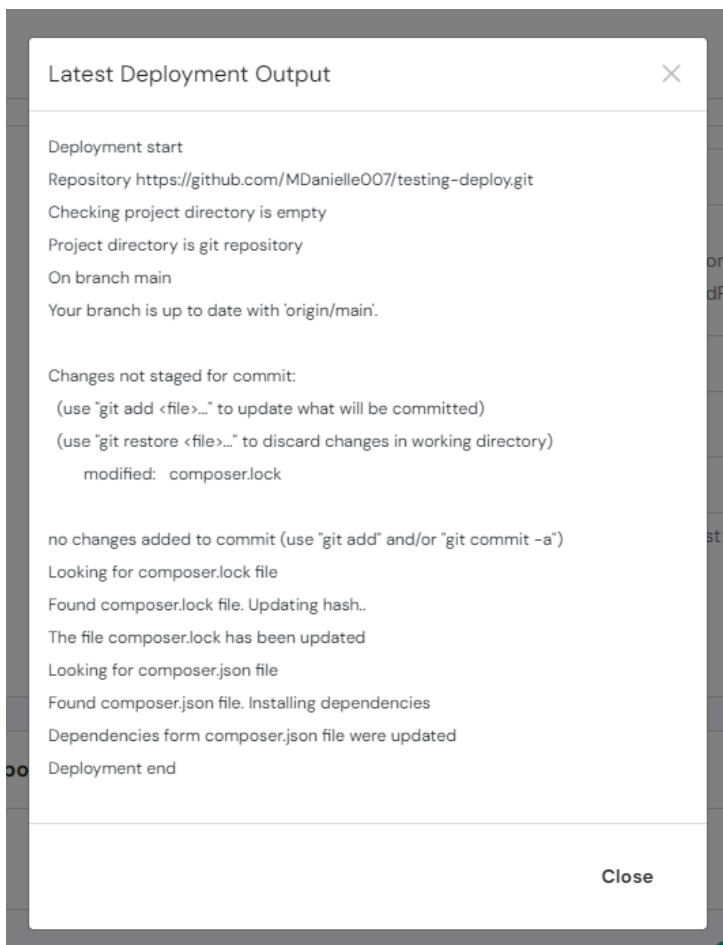 Latest Deployment Output
Deployment start
Repository https://github.com/MDanielle007/testing-deploy.git
Checking project directory is empty
Project directory is git repository
On branch main
Your branch is up to date with 'origin/main'.
Changes not staged for commit:
(use "git add <file>..." to update what will be committed)
(use "git restore <file>..." to discard changes in working directory)
modified: composer.lock
no changes added to commit (use "git add" and/or "git commit -a")
Looking for composer.lock file
Found composer.lock file. Updating hash..
The file composer.lock has been updated
Looking for composer.json file
Found composer.json file. Installing dependencies
Dependencies form composer.json file were updated
Deployment end
Close